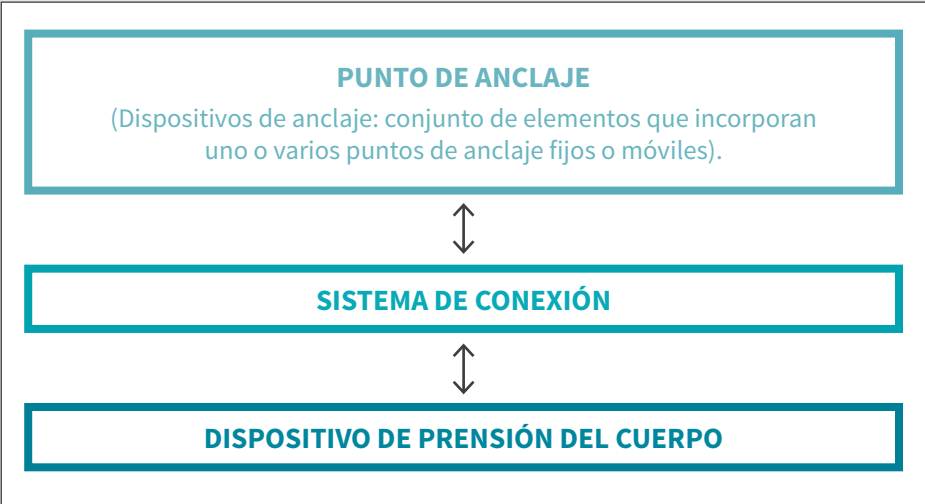 PUNTO DE ANCLAJE
(Dispositivos de anclaje: conjunto de elementos que incorporan
uno o varios puntos de anclaje fijos o móviles).
SISTEMA DE CONEXIÓN
DISPOSITIVO DE PRENSIÓN DEL CUERPO